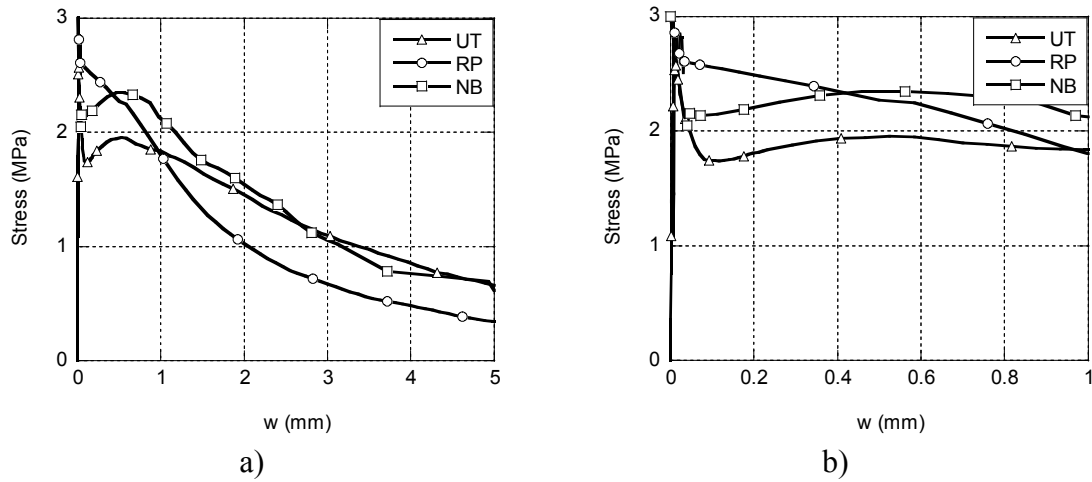 3
2
1
0
Stress (MPa)
0 1 2 3 4 5
w (mm)
UT
RP
NB
a)
3
2
1
0
Stress (MPa)
0 0.2 0.4 0.6 0.8 1
w (mm)
UT
RP
NB
b)